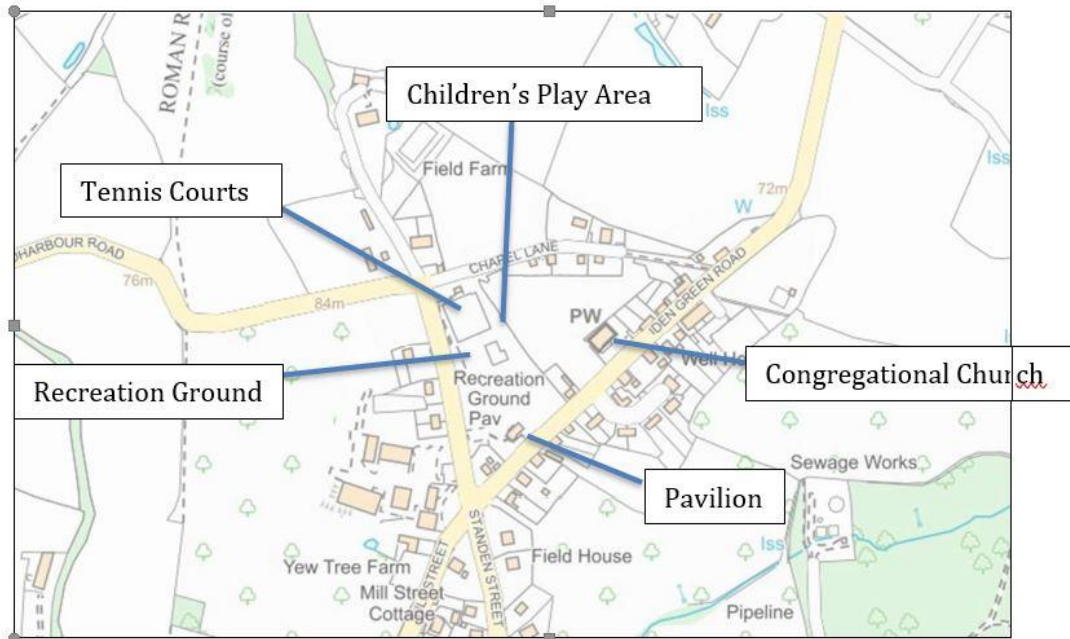 ROMAN R
(course of
Children's Play Area
Iss
Iss
Field Farm
Tennis Courts
72m
W
DHARBOUR ROAD
CHAPEL LANE
76m
84m
PW
IDEN GREEN ROAD
Well Ho
Recreation Ground
Recreation
Ground
Pav
Congregational Church
Sewage Works
Pavilion
STANDEN STREET
Iss
Field House
Yew Tree Farm
Mill Street
Cottage
STREET
Pipeline